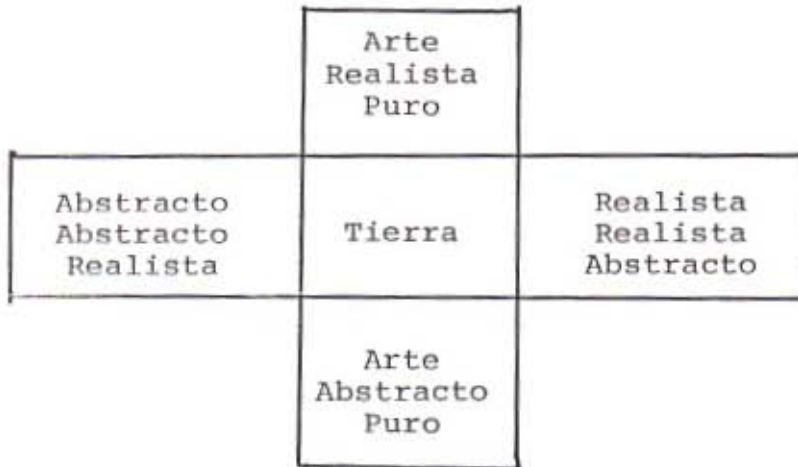 Arte
Realista
Puro
Abstracto
Abstracto
Realista
Tierra
Realista
Realista
Abstracto
Arte
Abstracto
Puro